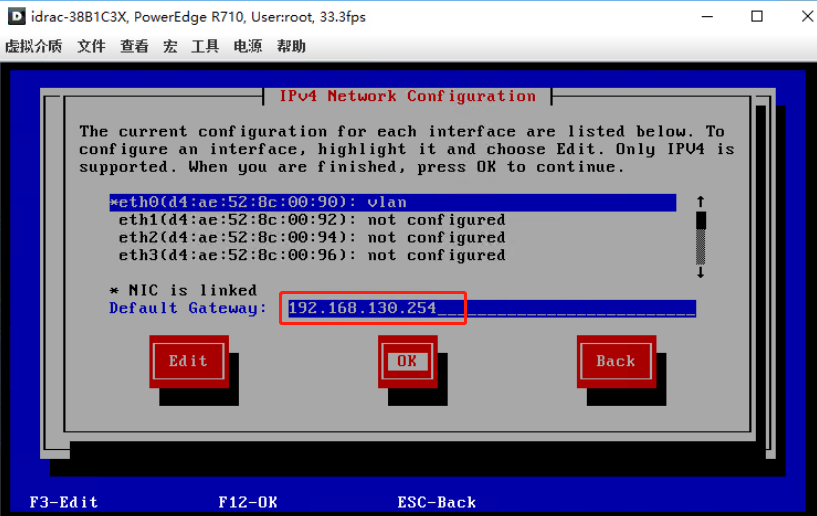 idrac-38B1C3X, PowerEdge R710, User:root, 33.3fps
虚拟介质 文件 查看 宏 工具 电源 帮助
IPv4 Network Configuration
The current configuration for each interface are listed below. To
configure an interface, highlight it and choose Edit. Only IPV4 is
supported. When you are finished, press OK to continue.
*eth0(d4:ae:52:8c:00:90): vlan
eth1(d4:ae:52:8c:00:92): not configured
eth2(d4:ae:52:8c:00:94): not configured
eth3(d4:ae:52:8c:00:96): not configured
* NIC is linked
Default Gateway: 192.168.130.254__________________________
Edit OK Back
F3-Edit F12-OK ESC-Back